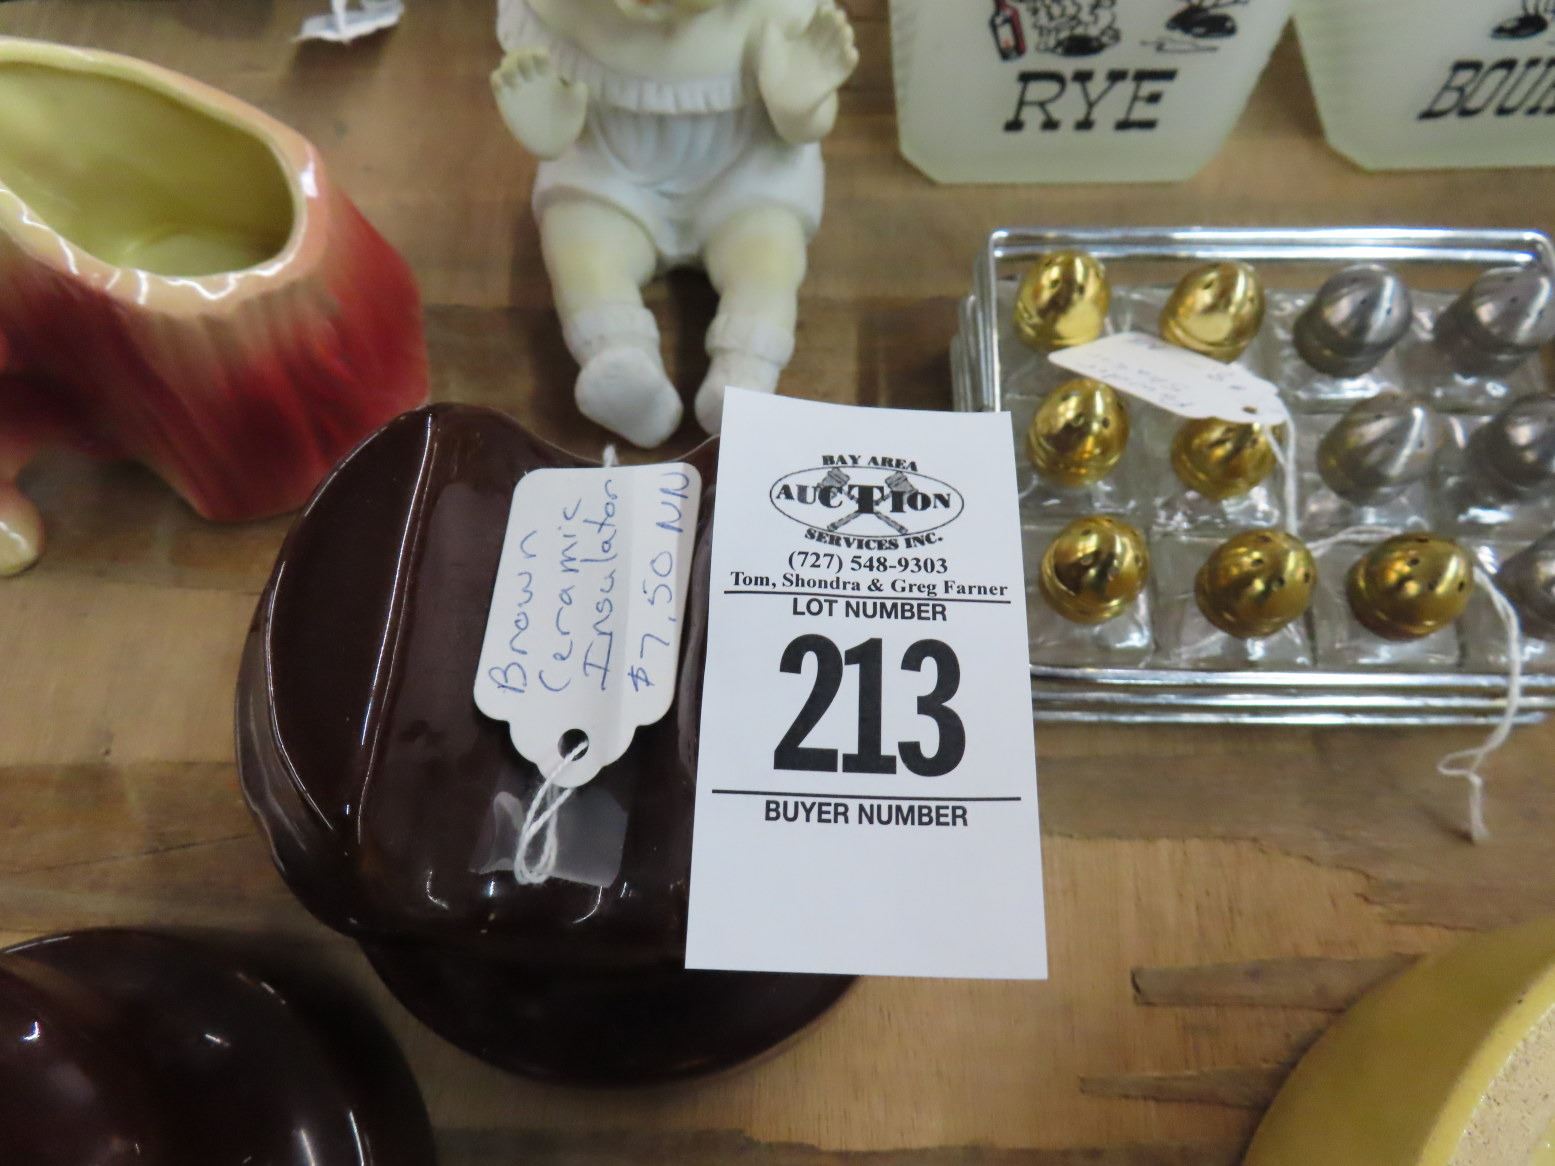 RYE
Brown
Ceramic
Insulator
$7.50 NN
BAY AREA
AUCTION
SERVICES INC.
(727) 548-9303
Tom, Shondra & Greg Farner
LOT NUMBER
213
BUYER NUMBER